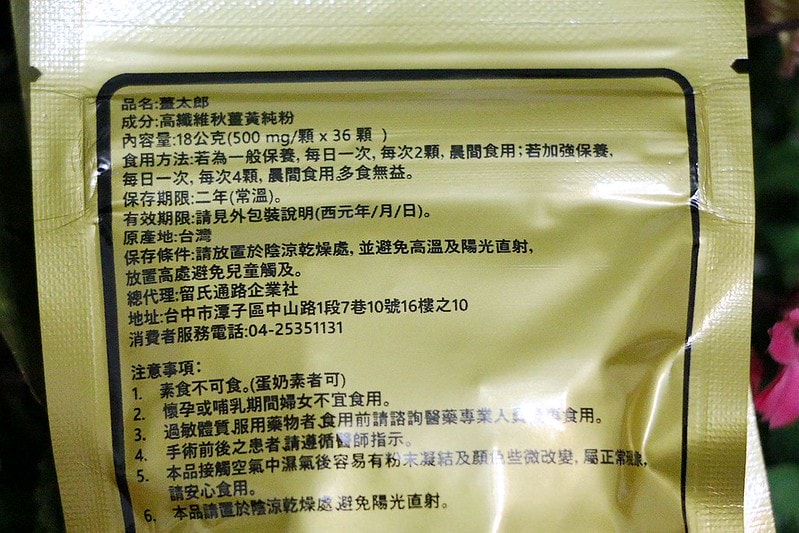 品名:薑太郎
成分:高纖維秋薑黃純粉
內容量:18公克(500 mg/顆 x 36 顆 )
食用方法:若為一般保養, 每日一次, 每次2顆, 晨間食用; 若加強保養,
每日一次, 每次4顆, 晨間食用,多食無益。
保存期限:二年(常溫)。
有效期限:請見外包裝說明(西元年/月/日)。
原產地:台灣
保存條件:請放置於陰涼乾燥處, 並避免高溫及陽光直射,
放置高處避免兒童觸及。
總代理:留氏通路企業社
地址:台中市潭子區中山路1段7巷10號16樓之10
消費者服務電話:04-25351131
注意事項:
1. 素食不可食。(蛋奶素者可)
2. 懷孕或哺乳期間婦女不宜食用。
3. 過敏體質,服用藥物者,食用前請諮詢醫藥專業人員 食用。
4. 手術前後之患者,請遵循醫師指示。
5. 本品接觸空氣中濕氣後容易有粉末凝結及顏色些微改變, 屬正常現象,
請安心食用。
6. 本品請置於陰涼乾燥處,避免陽光直射。